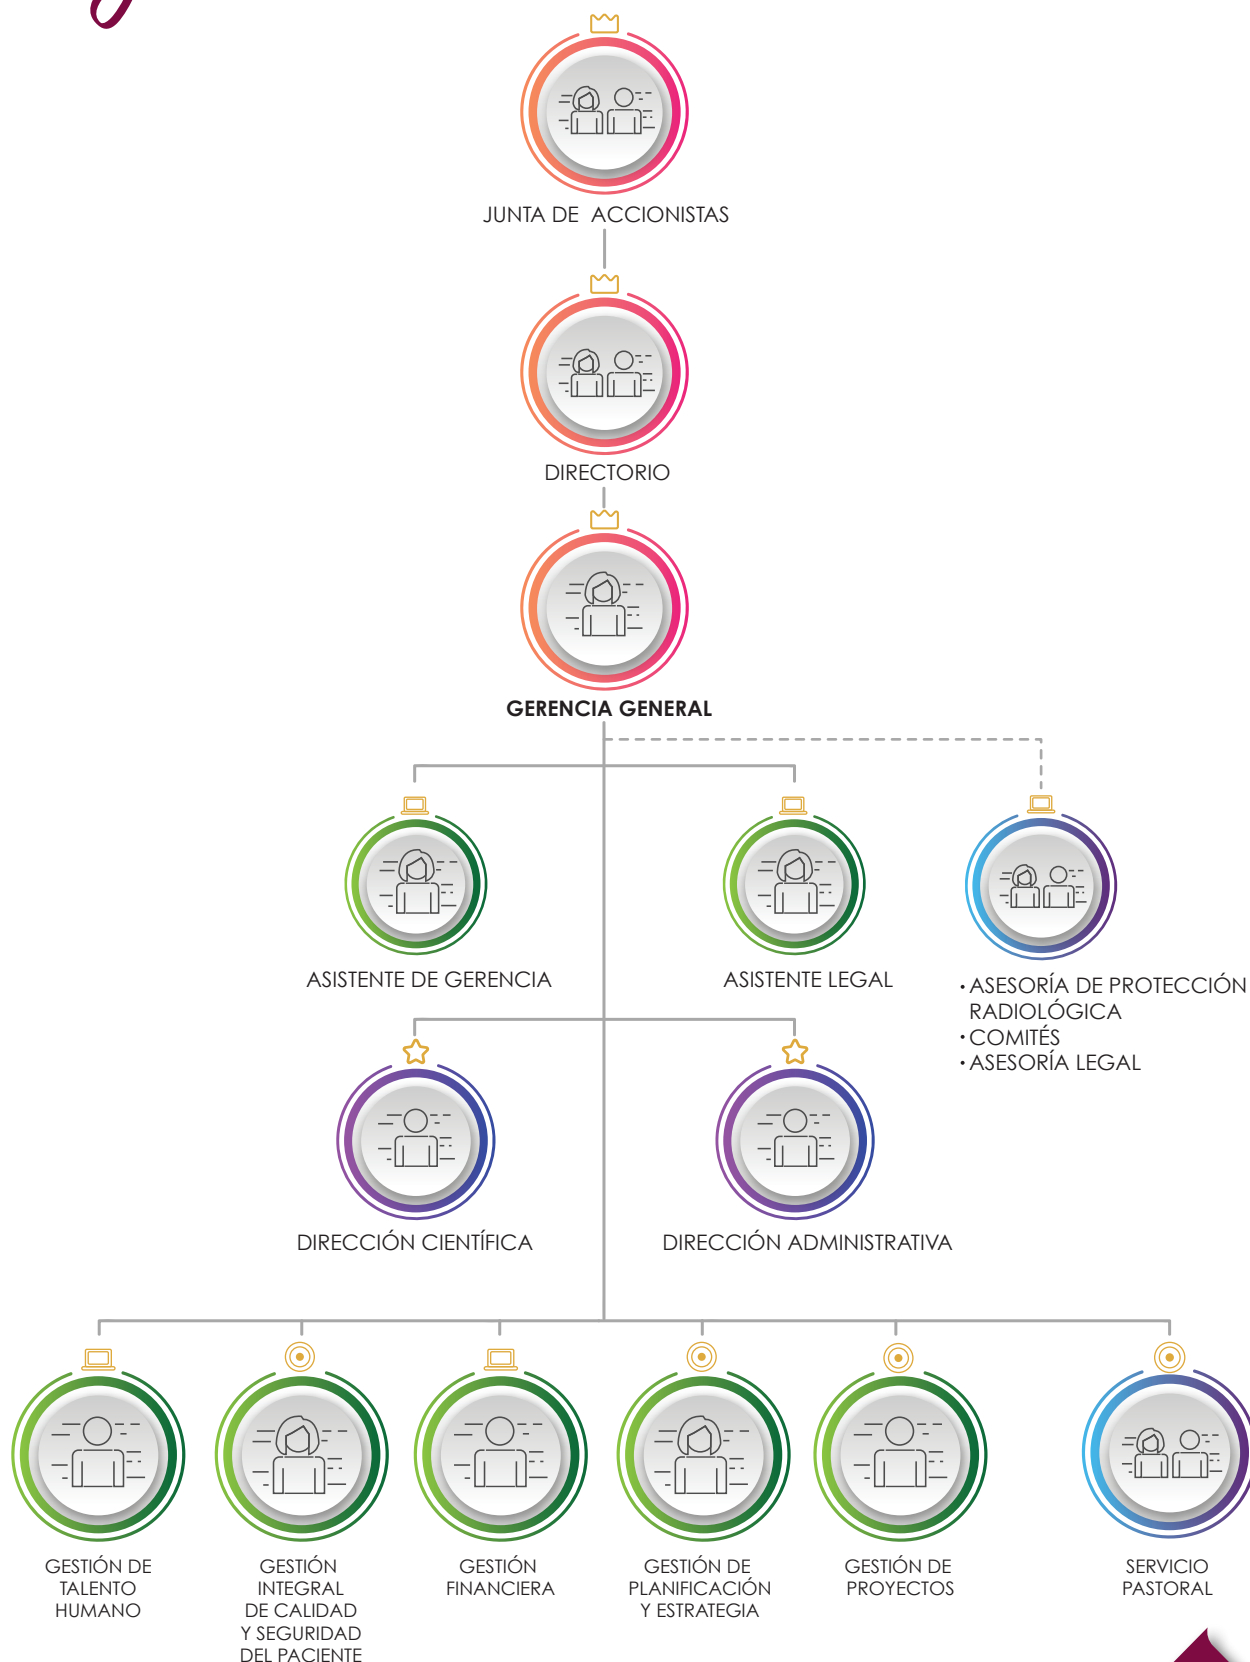 JUNTA DE ACCIONISTAS
DIRECTORIO
GERENCIA GENERAL
ASISTENTE DE GERENCIA
ASISTENTE LEGAL
· ASESORÍA DE PROTECCIÓN
RADIOLÓGICA
· COMITÉS
· ASESORÍA LEGAL
DIRECCIÓN CIENTÍFICA
DIRECCIÓN ADMINISTRATIVA
GESTIÓN DE
TALENTO
HUMANO
GESTIÓN
INTEGRAL
DE CALIDAD
Y SEGURIDAD
DEL PACIENTE
GESTIÓN
FINANCIERA
GESTIÓN DE
PLANIFICACIÓN
Y ESTRATEGIA
GESTIÓN DE
PROYECTOS
SERVICIO
PASTORAL